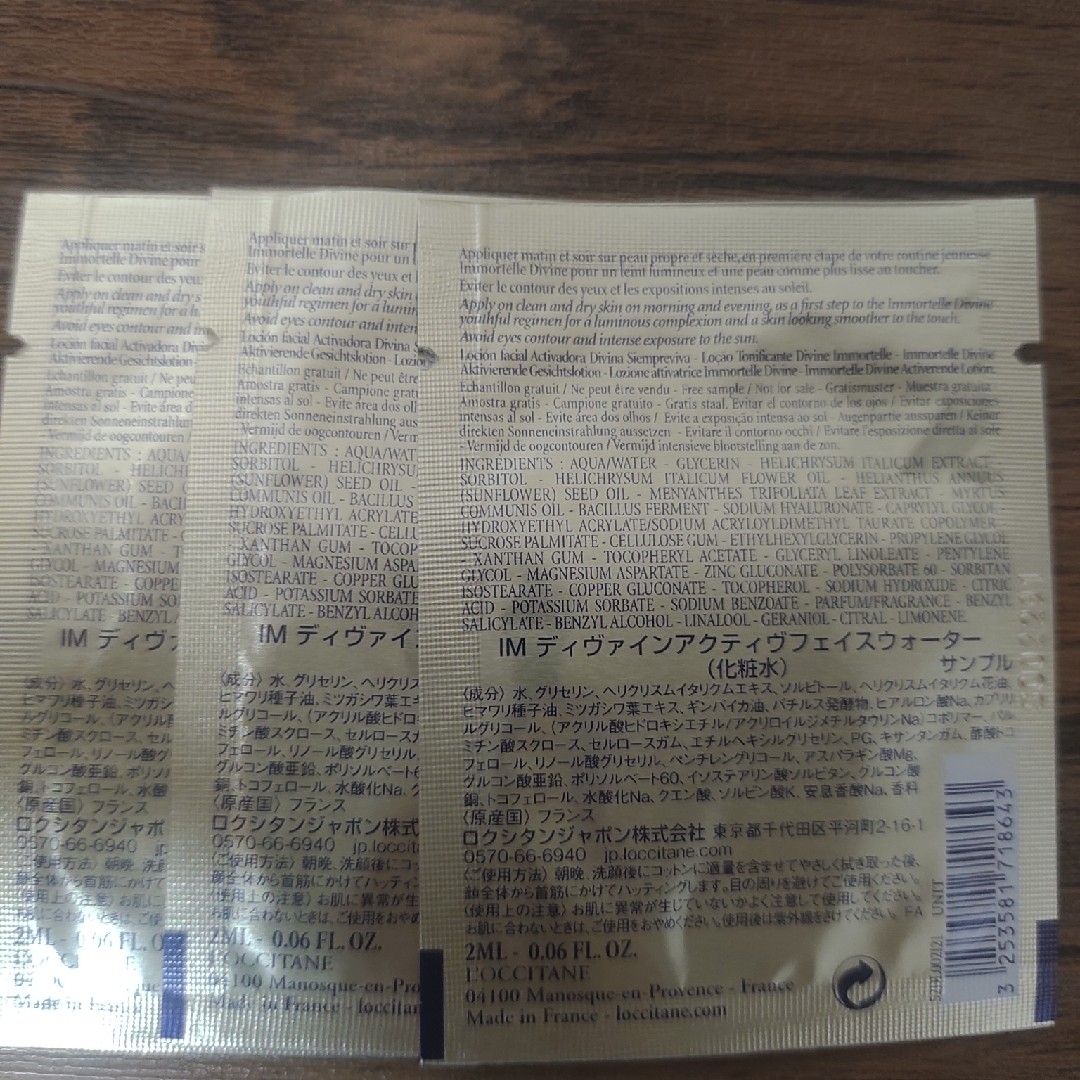 Appliquer matin et soir sur peau propre et sèche, en première étape de votre routine jeunesse
Immortelle Divine pour un teint lumineux et une peau comme plus lisse au toucher.
Eviter le contour des yeux et les expositions intenses au soleil.
Apply on clean and dry skin on morning and evening, as a first step to the Immortelle Divine
youthful regimen for a luminous complexion and a skin looking smoother to the touch.
Avoid eyes contour and intense exposure to the sun.
Loción facial Activadora Divina Siempreviva - Loção Tonificante Divine Immortelle - Immortelle Divine
Aktivierende Gesichtslotion - Lozione attivatrice Immortelle Divine - Immortelle Divine Activerende Lotion.
Echantillon gratuit / Ne peut être vendu - Free sample / Not for sale - Gratismuster - Muestra gratuita -
Amostra gratis - Campione gratuito - Gratis staal. Evitar el contorno de los ojos / Evitar exposiciones
intensas al sol - Evite área dos olhos / Evite a exposição intensa ao sol - Augenpartie aussparen / Keiner
direkten Sonneneinstrahlung aussetzen - Evitare il contorno occhi / Evitare l'esposizione diretta al sole
- Vermijd de oogcontouren / Vermijd intensieve blootstelling aan de zon.
INGREDIENTS : AQUA/WATER - GLYCERIN - HELICHRYSUM ITALICUM EXTRACT -
SORBITOL - HELICHRYSUM ITALICUM FLOWER OIL - HELIANTHUS ANNUUS
(SUNFLOWER) SEED OIL - MENYANTHES TRIFOLIATA LEAF EXTRACT - MYRTUS
COMMUNIS OIL - BACILLUS FERMENT - SODIUM HYALURONATE - CAPRYLYL GLYCOL
HYDROXYETHYL ACRYLATE/SODIUM ACRYLOYLDIMETHYL TAURATE COPOLYMER
SUCROSE PALMITATE - CELLULOSE GUM - ETHYLHEXYLGLYCERIN - PROPYLENE GLYCOL
- XANTHAN GUM - TOCOPHERYL ACETATE - GLYCERYL LINOLEATE - PENTYLENE
GLYCOL - MAGNESIUM ASPARTATE - ZINC GLUCONATE - POLYSORBATE 60 - SORBITAN
ISOSTEARATE - COPPER GLUCONATE - TOCOPHEROL - SODIUM HYDROXIDE - CITRIC
ACID - POTASSIUM SORBATE - SODIUM BENZOATE - PARFUM/FRAGRANCE - BENZYL
SALICYLATE - BENZYL ALCOHOL - LINALOOL - GERANIOL - CITRAL - LIMONENE.
IM ディヴァインアクティヴフェイスウォーター
(化粧水) サンプル
〈成分〉水、グリセリン、ヘリクリスムイタリクムエキス、ソルビトール、ヘリクリスムイタリクム花油、
ヒマワリ種子油、ミツガシワ葉エキス、ギンバイカ油、バチルス発酵物、ヒアルロン酸Na、カプリリ
ルグリコール、(アクリル酸ヒドロキシエチル/アクリロイルジメチルタウリンNa)コポリマー、パル
ミチン酸スクロース、セルロースガム、エチルヘキシルグリセリン、PG、キサンタンガム、酢酸トコ
フェロール、リノール酸グリセリル、ペンチレングリコール、アスパラギン酸Mg、
グルコン酸亜鉛、ポリソルベート60、イソステアリン酸ソルビタン、グルコン酸
銅、トコフェロール、水酸化Na、クエン酸、ソルビン酸K、安息香酸Na、香料
〈原産国〉フランス
ロクシタンジャポン株式会社 東京都千代田区平河町2-16-1
0570-66-6940 jp.loccitane.com
〈ご使用方法〉朝晩、洗顔後にコットンに適量を含ませてやさしく拭き取った後、
顔全体から首筋にかけてハッティングします。目の周りを避けてご使用ください。
〈使用上の注意〉お肌に異常が生じていないかよく注意して使用してください。
お肌に合わないときは、ご使用をおやめください。使用後は紫外線をさけてください。 FA
2ML - 0.06 FL. OZ.
L'OCCITANE
04100 Manosque-en-Provence - France
Made in France - loccitane.com
UNIT
3 253581 718643